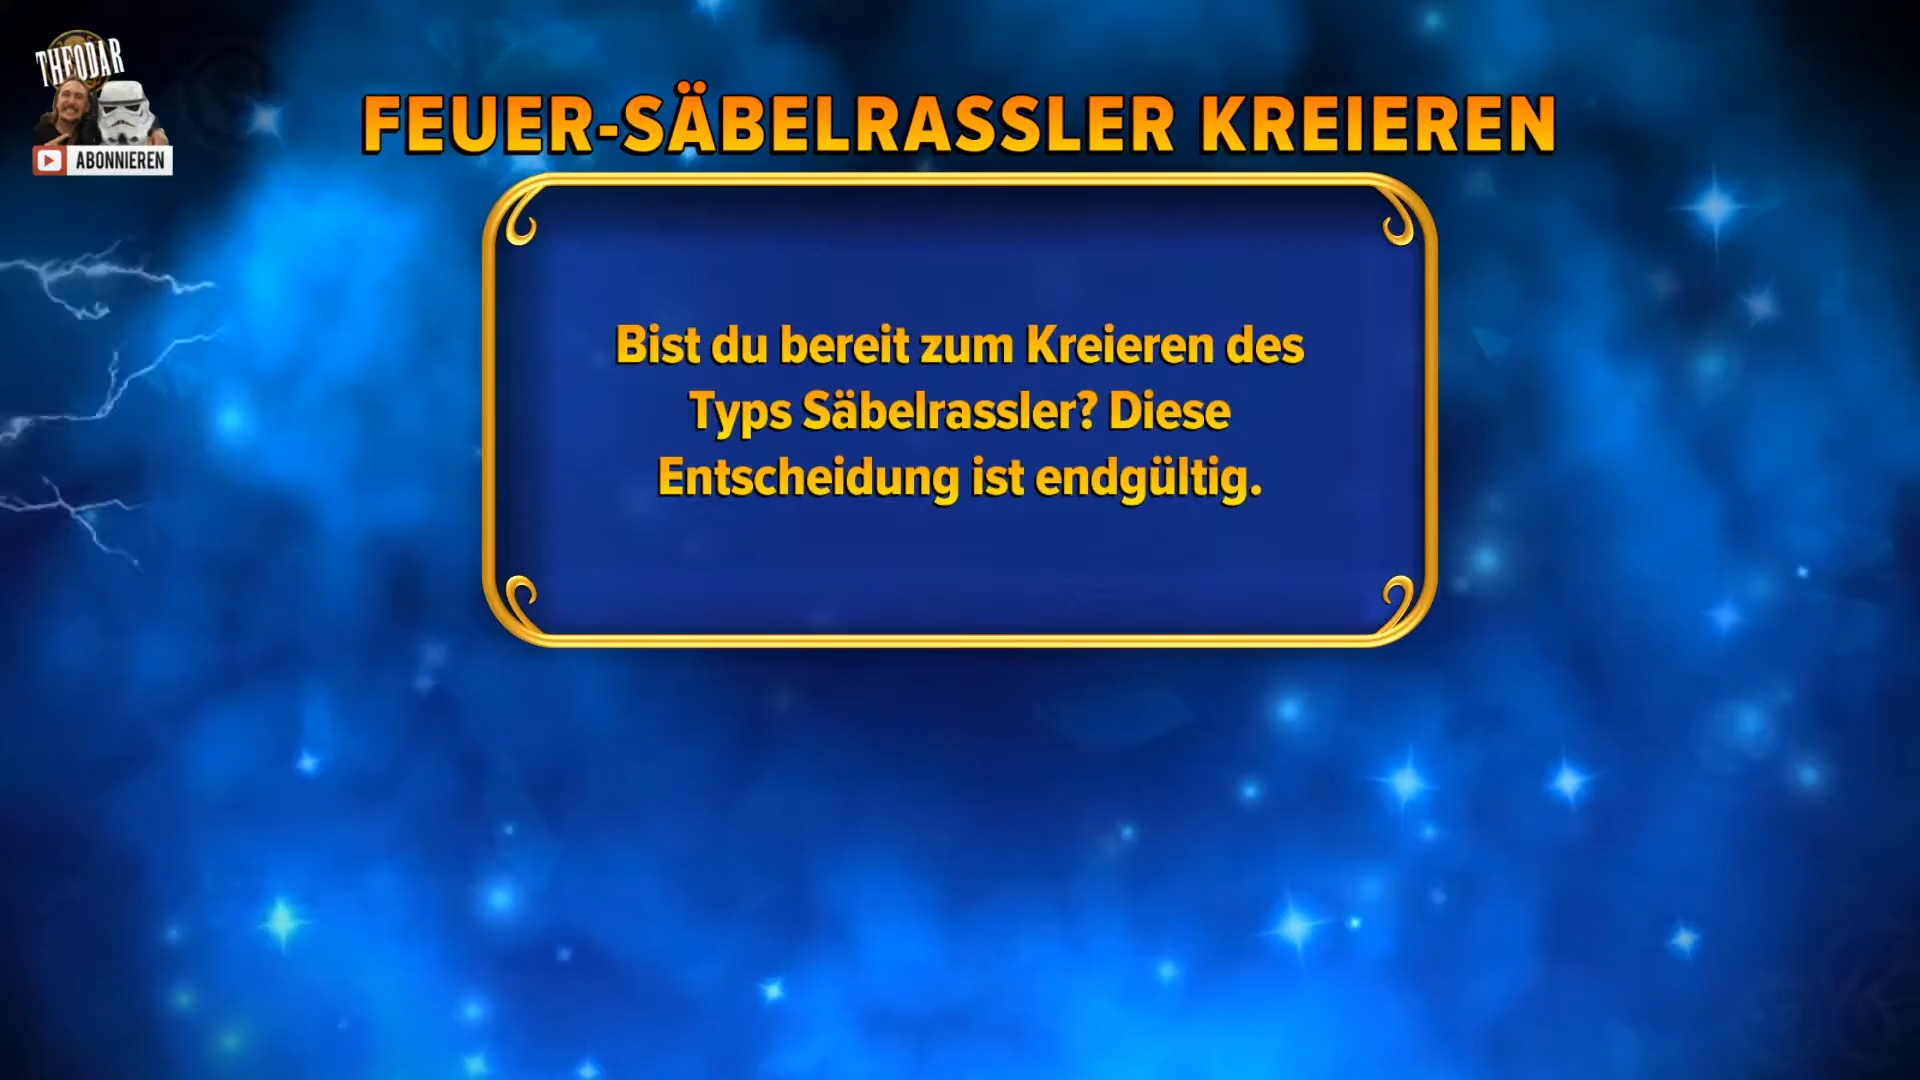 THEODAR
ABONNIEREN
FEUER-SÄBELRASSLER KREIEREN
Bist du bereit zum Kreieren des
Typs Säbelrassler? Diese
Entscheidung ist endgültig.